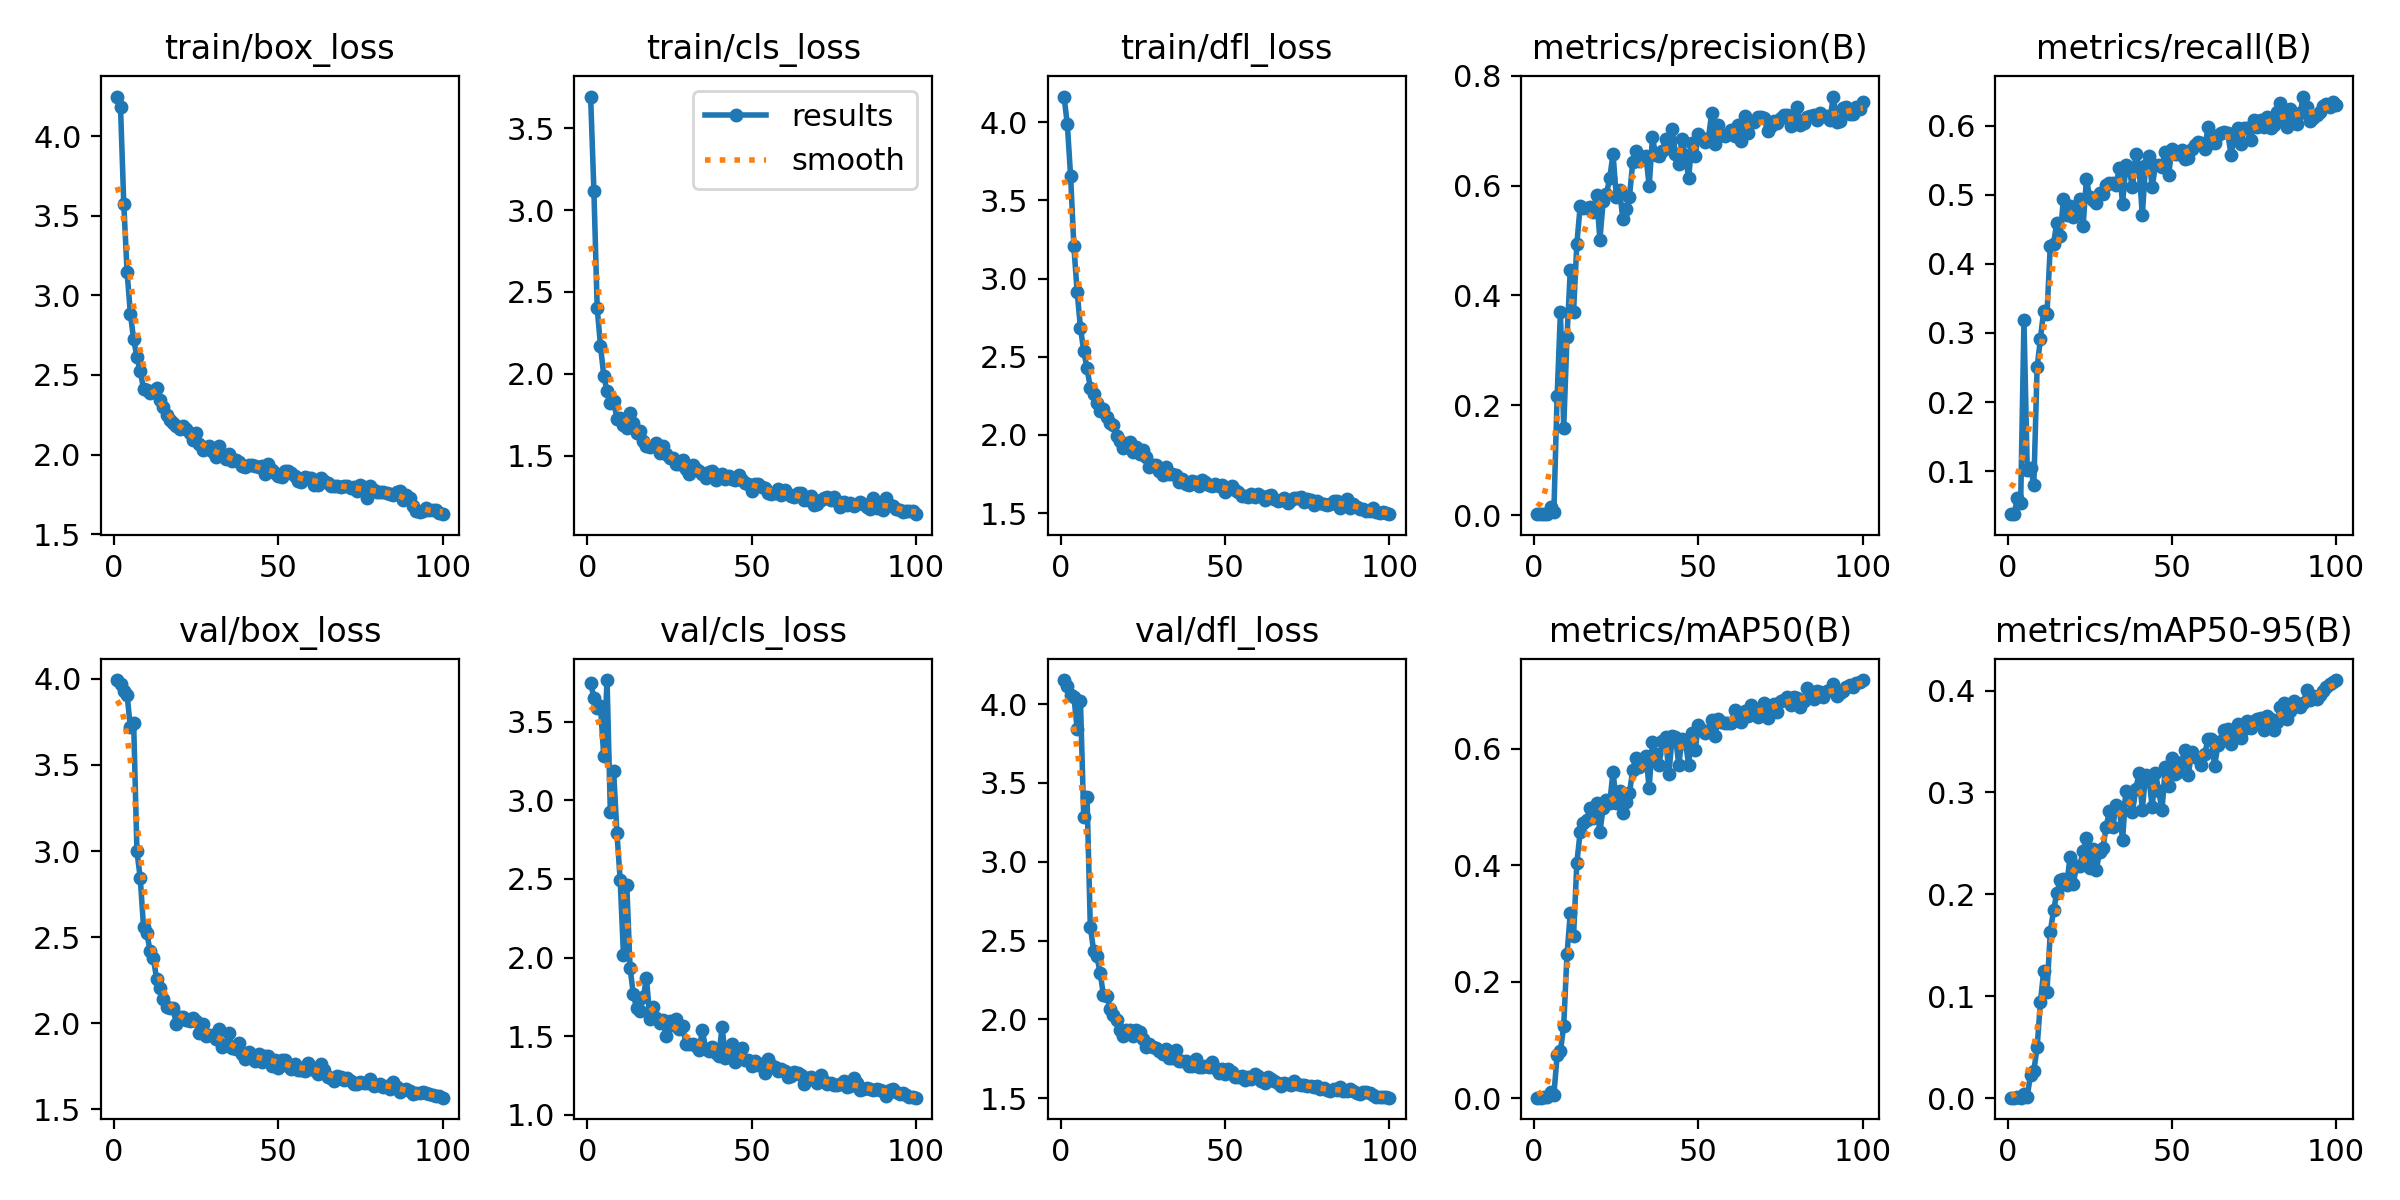 train/box_loss
4.0
3.5
3.0
2.5
2.0
1.5
0 50 100
train/cls_loss
results
smooth
3.5
3.0
2.5
2.0
1.5
0 50 100
train/dfl_loss
4.0
3.5
3.0
2.5
2.0
1.5
0 50 100
metrics/precision(B)
0.8
0.6
0.4
0.2
0.0
0 50 100
metrics/recall(B)
0.6
0.5
0.4
0.3
0.2
0.1
0 50 100
val/box_loss
4.0
3.5
3.0
2.5
2.0
1.5
0 50 100
val/cls_loss
3.5
3.0
2.5
2.0
1.5
1.0
0 50 100
val/dfl_loss
4.0
3.5
3.0
2.5
2.0
1.5
0 50 100
metrics/mAP50(B)
0.6
0.4
0.2
0.0
0 50 100
metrics/mAP50-95(B)
0.4
0.3
0.2
0.1
0.0
0 50 100